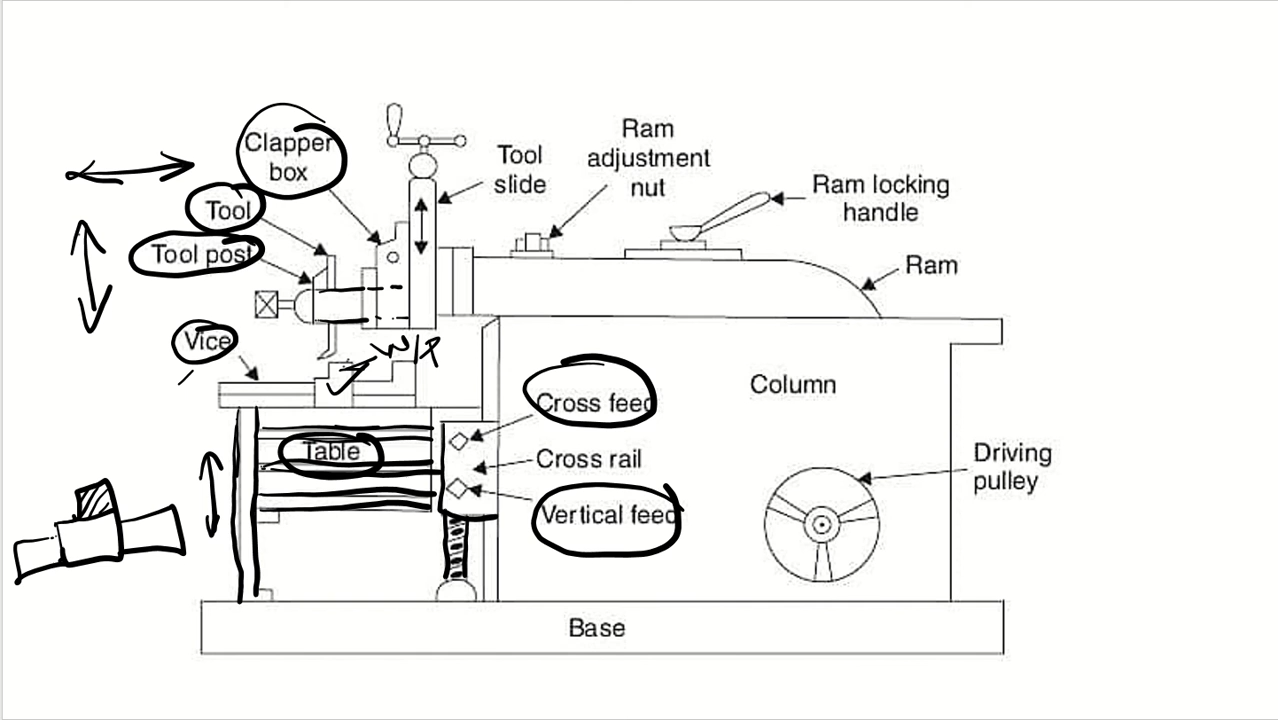 Clapper
box
Tool
Tool post
Vice
Tool
slide
Ram
adjustment
nut
Ram locking
handle
Ram
W/P
Column
Cross feed
Table
Cross rail
Vertical feed
Driving
pulley
Base